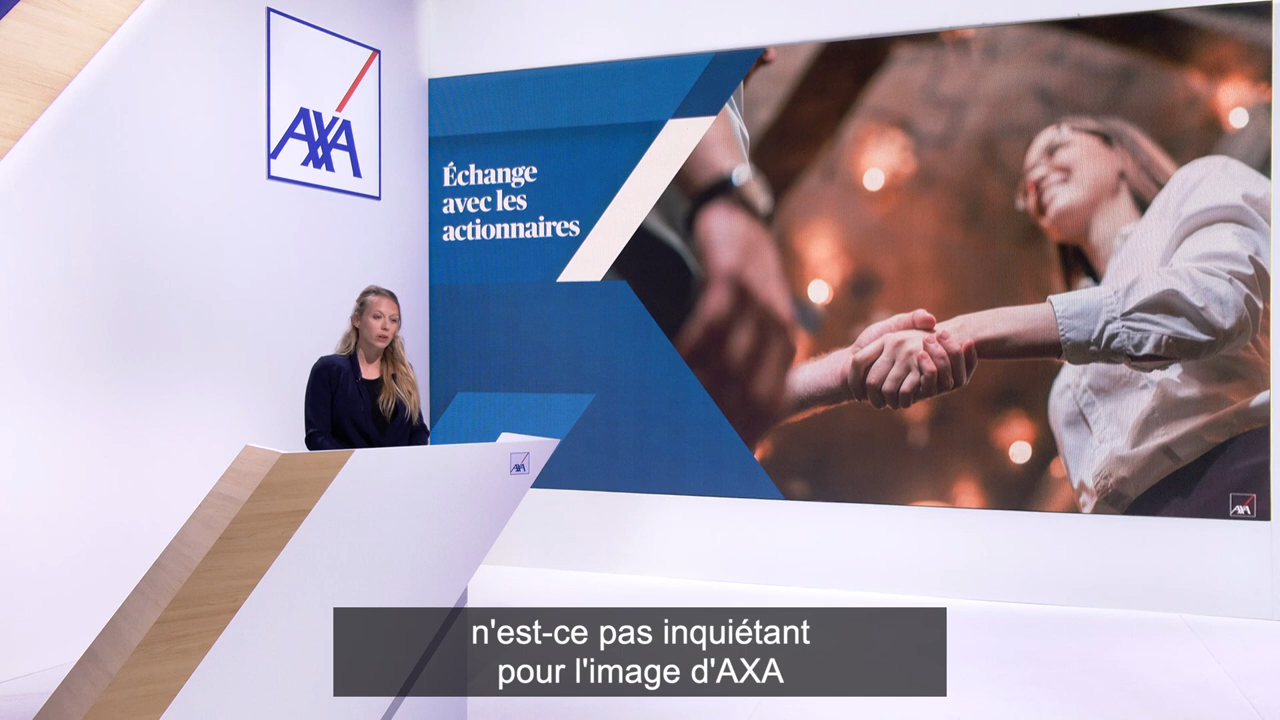 AXA
Échange
avec les
actionnaires
AXA
AXA
n'est-ce pas inquiétant
pour l'image d'AXA